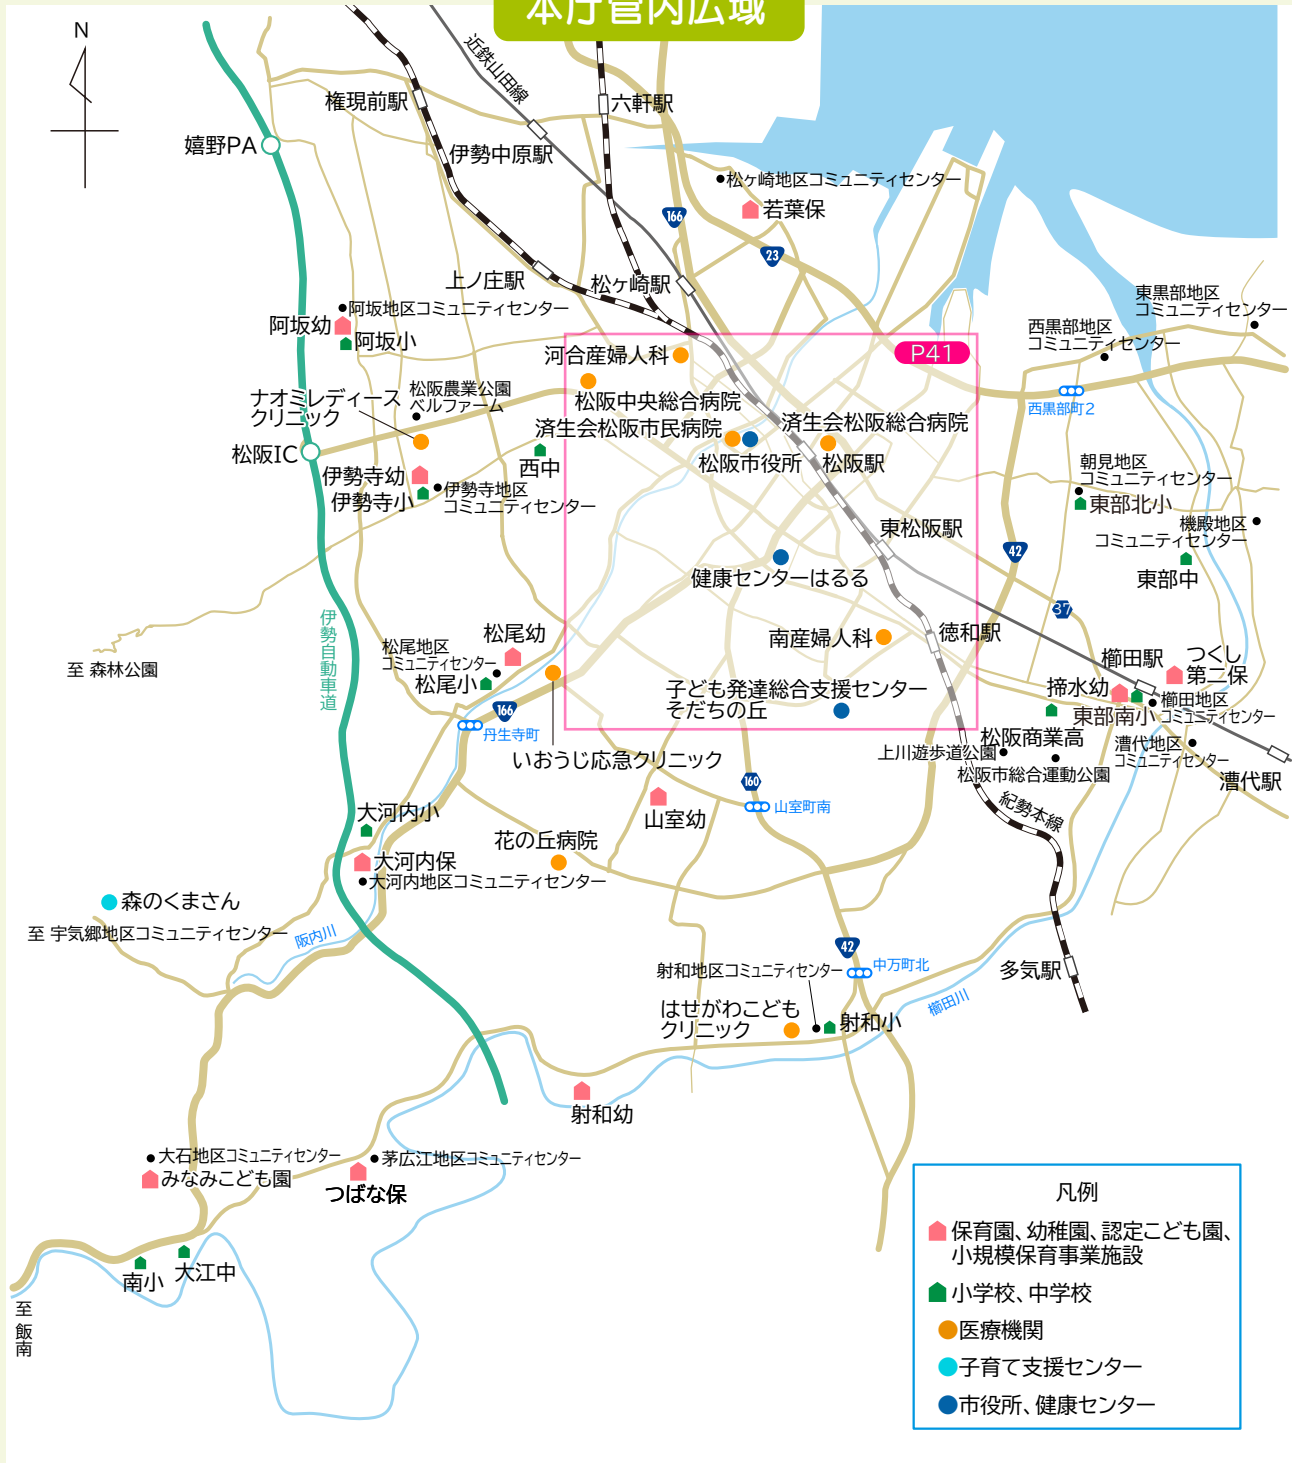 本庁管内広域
N
近鉄山田線
権現前駅
六軒駅
嬉野PA
伊勢中原駅
松ヶ崎地区コミュニティセンター
若葉保
166
23
上ノ庄駅
松ヶ崎駅
阿坂地区コミュニティセンター
阿坂幼
阿坂小
東黒部地区
コミュニティセンター
西黒部地区
コミュニティセンター
河合産婦人科
P41
ナオミレディース
クリニック
松阪農業公園
ベルファーム
松阪中央総合病院
西黒部町2
済生会松阪市民病院
済生会松阪総合病院
松阪IC
西中
松阪市役所
松阪駅
伊勢寺幼
伊勢寺小
伊勢寺地区
コミュニティセンター
朝見地区
コミュニティセンター
東部北小
機殿地区
コミュニティセンター
東松阪駅
42
東部中
健康センターはるる
37
伊勢自動車道
至 森林公園
松尾地区
コミュニティセンター
松尾幼
松尾小
南産婦人科
徳和駅
櫛田駅
つくし
第二保
子ども発達総合支援センター
そだちの丘
掃水幼
東部南小
櫛田地区
コミュニティセンター
166
丹生寺町
いおうじ応急クリニック
上川遊歩道公園
松阪商業高
松阪市総合運動公園
漕代地区
コミュニティセンター
漕代駅
160
山室町南
山室幼
紀勢本線
大河内小
大河内保
大河内地区コミュニティセンター
花の丘病院
森のくまさん
至 宇気郷地区コミュニティセンター
阪内川
42
中万町北
射和地区コミュニティセンター
多気駅
櫛田川
はせがわこども
クリニック
射和小
射和幼
大石地区コミュニティセンター
みなみこども園
茅広江地区コミュニティセンター
つばな保
南小
大江中
至 飯南
凡例
保育園、幼稚園、認定こども園、
小規模保育事業施設
小学校、中学校
医療機関
子育て支援センター
市役所、健康センター